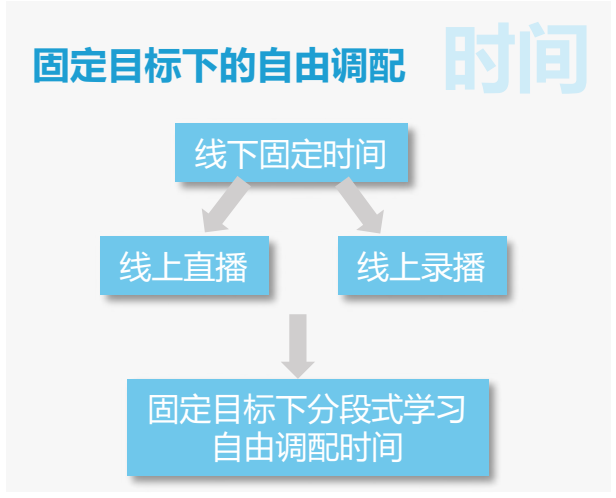 固定目标下的自由调配
时间
线下固定时间
线上直播
线上录播
固定目标下分段式学习
自由调配时间